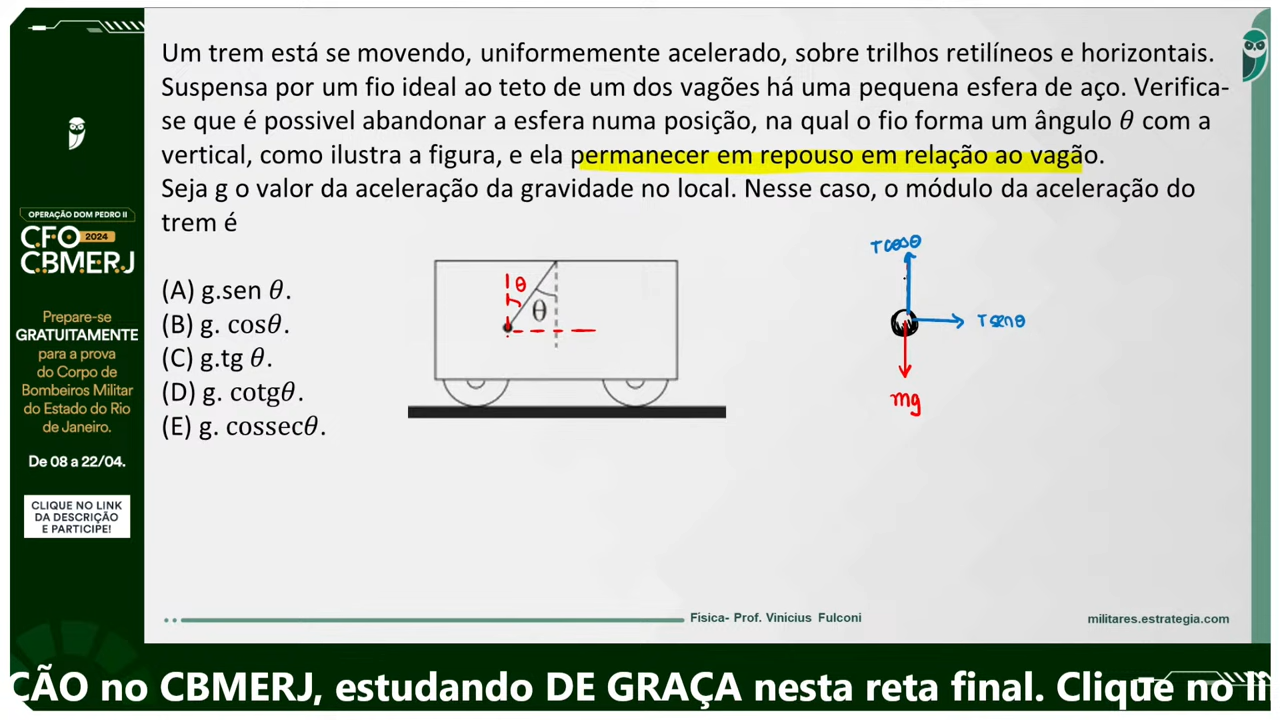 Um trem está se movendo, uniformemente acelerado, sobre trilhos retilíneos e horizontais.
Suspensa por um fio ideal ao teto de um dos vagões há uma pequena esfera de aço. Verifica-
se que é possivel abandonar a esfera numa posição, na qual o fio forma um ângulo θ com a
vertical, como ilustra a figura, e ela permanecer em repouso em relação ao vagão.
Seja g o valor da aceleração da gravidade no local. Nesse caso, o módulo da aceleração do
trem é
(A) g.sen θ.
(B) g. cosθ.
(C) g.tg θ.
(D) g. cotgθ.
(E) g. cossecθ.
θ
θ
T cosθ
T senθ
mg
OPERAÇÃO DOM PEDRO II
CFO 2024
CBMERJ
Prepare-se
GRATUITAMENTE
para a prova
do Corpo de
Bombeiros Militar
do Estado do Rio
de Janeiro.
De 08 a 22/04.
CLIQUE NO LINK
DA DESCRIÇÃO
E PARTICIPE!
Física- Prof. Vinícius Fulconi
militares.estrategia.com
ÇÃO no CBMERJ, estudando DE GRAÇA nesta reta final. Clique no li